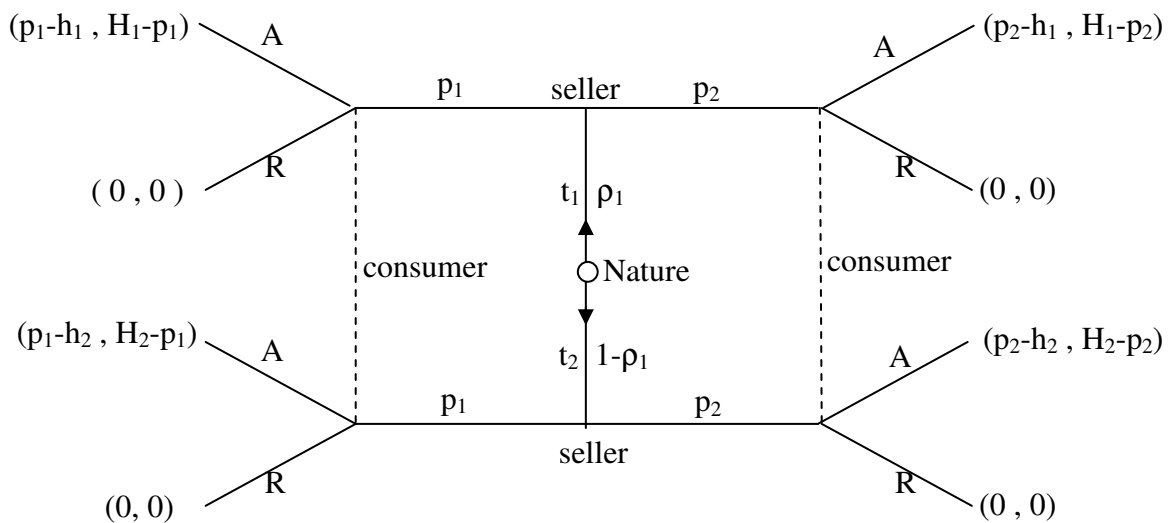 (p₁-h₁ , H₁-p₁) A p₁ seller p₂ A (p₂-h₁ , H₁-p₂)
( 0 , 0 ) R t₁ ρ₁ R (0 , 0)
consumer Nature consumer
(p₁-h₂ , H₂-p₁) A t₂ 1-ρ₁ A (p₂-h₂ , H₂-p₂)
p₁ p₂
(0, 0) R seller R (0 , 0)